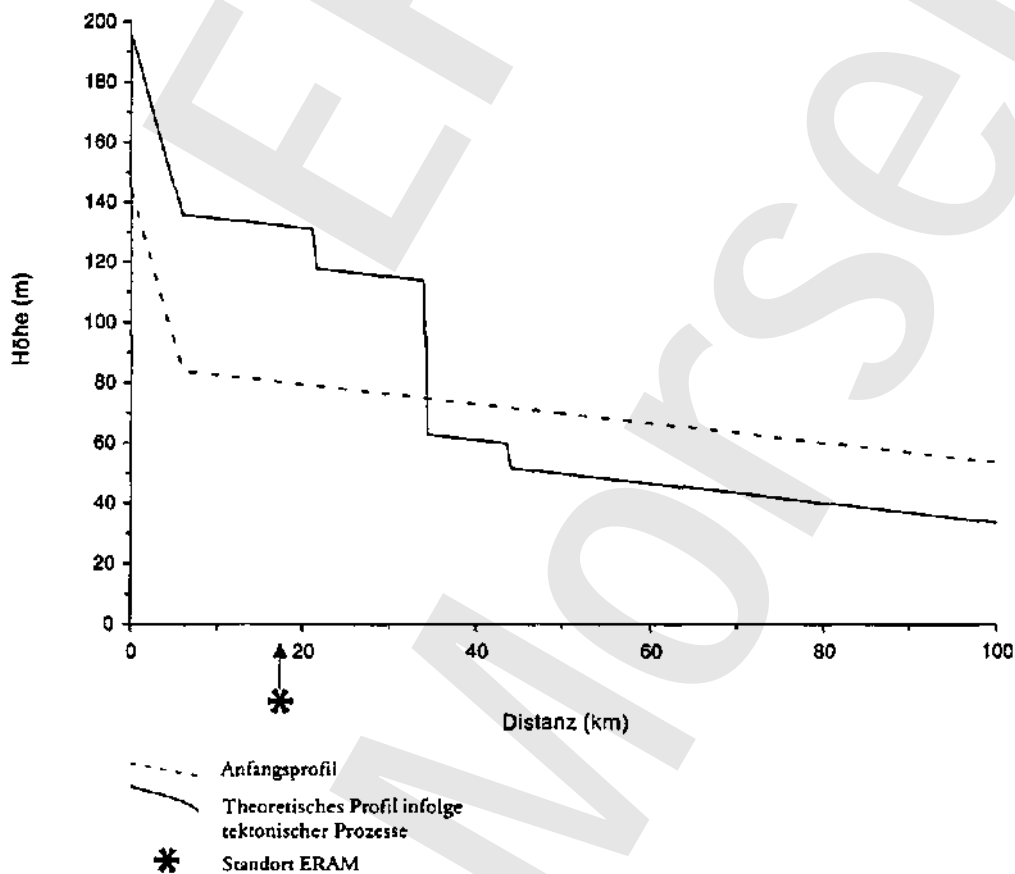 200
180
160
140
120
100
80
60
40
20
0
Höhe (m)
0 20 40 60 80 100
Distanz (km)
Anfangsprofil
Theoretisches Profil infolge
tektonischer Prozesse
Standort ERAM